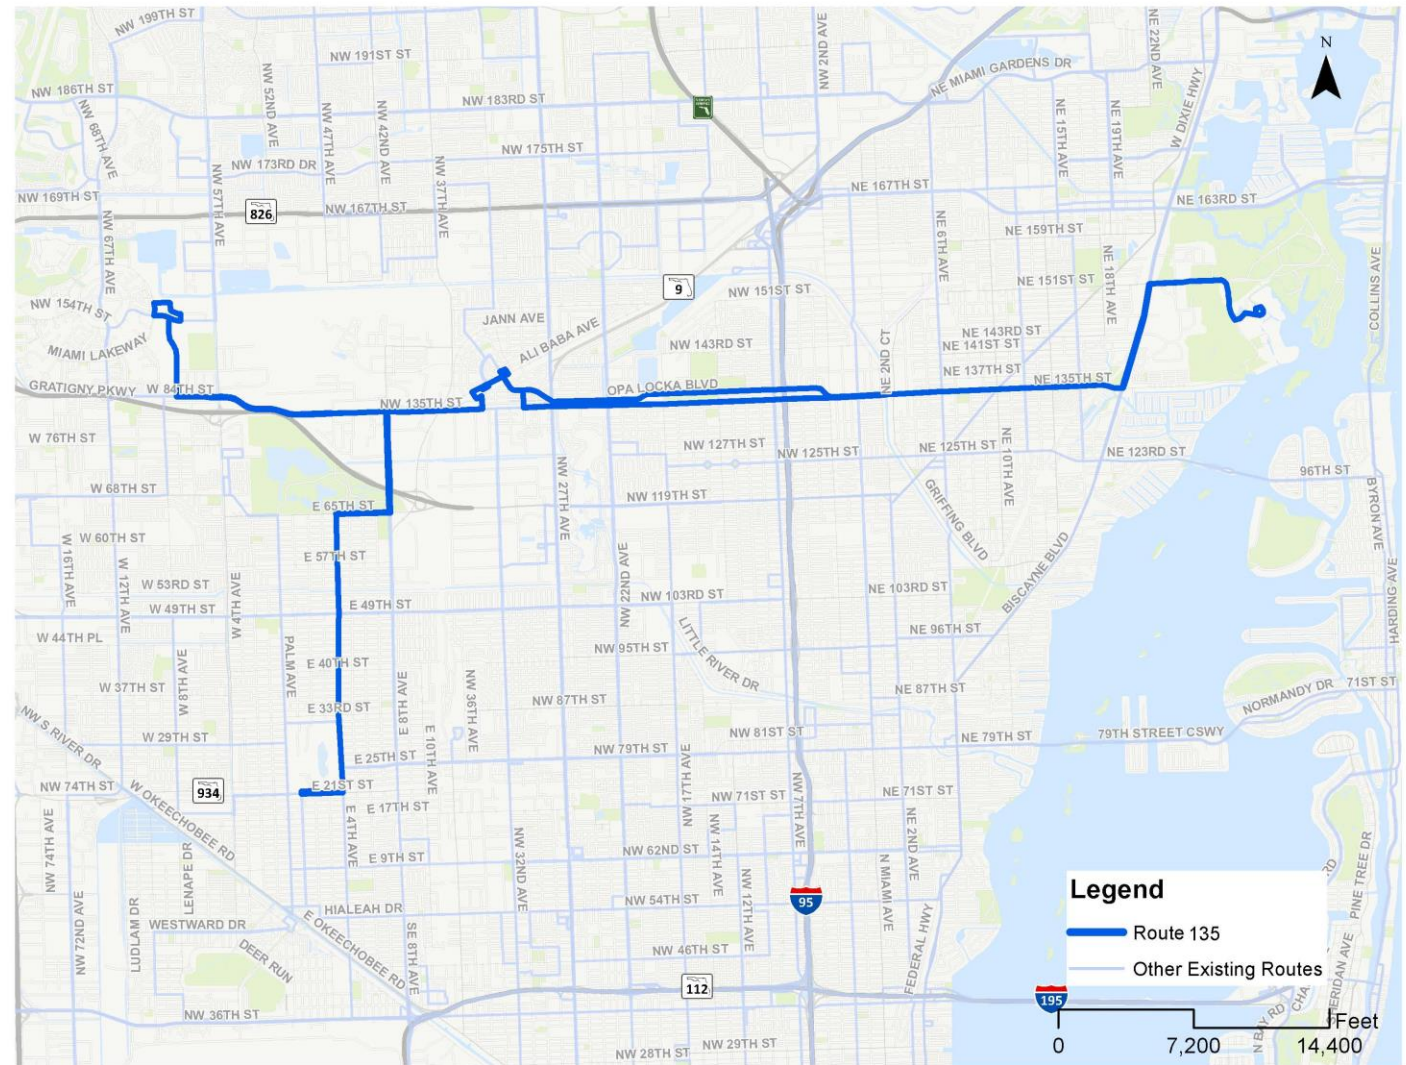 NW 199TH ST
NW 2ND AVE
NE 22ND AVE
N
NW 191ST ST
NW 52ND AVE
NE MIAMI GARDENS DR
NW 186TH ST
NW 183RD ST
W DIXIE HWY
NW 68TH AVE
NW 47TH AVE
NW 42ND AVE
NE 15TH AVE
NE 19TH AVE
NW 175TH ST
NW 173RD DR
NW 37TH AVE
NW 57TH AVE
NW 169TH ST
NE 167TH ST
NE 163RD ST
826
NW 167TH ST
NW 67TH AVE
NE 6TH AVE
NE 159TH ST
NE 18TH AVE
COLLINS AVE
9
NW 151ST ST
NE 151ST ST
NW 154TH ST
JANN AVE
ALI BABA AVE
NE 143RD ST
NW 143RD ST
NE 141ST ST
MIAMI LAKEWAY
NE 2ND CT
NE 137TH ST
GRATIGNY PKWY
W 84TH ST
OPA LOCKA BLVD
NE 135TH ST
NW 135TH ST
W 76TH ST
NW 127TH ST
NW 125TH ST
NE 125TH ST
NE 10TH AVE
NE 123RD ST
96TH ST
W 68TH ST
NW 27TH AVE
NW 119TH ST
E 65TH ST
GRIFFING BLVD
BYRON AVE
W 60TH ST
W 16TH AVE
W 12TH AVE
E 57TH ST
NW 22ND AVE
BISCAYNE BLVD
W 53RD ST
W 4TH AVE
NE 103RD ST
NW 103RD ST
HARDING AVE
W 49TH ST
E 49TH ST
W 44TH PL
PALM AVE
LITTLE RIVER DR
NE 96TH ST
NW 95TH ST
W 8TH AVE
E 40TH ST
E 8TH AVE
NW 36TH AVE
W 37TH ST
NW 87TH ST
NE 87TH ST
NORMANDY DR
71ST ST
NW S RIVER DR
E 33RD ST
E 10TH AVE
W 29TH ST
NW 81ST ST
NE 79TH ST
79TH STREET CSWY
NW 79TH ST
E 25TH ST
NW 17TH AVE
NW 7TH AVE
NW 74TH ST
934
E 21ST ST
NW 71ST ST
NE 71ST ST
W OKEECHOBEE RD
E 17TH ST
E 4TH AVE
NW 74TH AVE
NW 14TH AVE
NE 2ND AVE
NW 62ND ST
E 9TH ST
NW 32ND AVE
LENAPE DR
NW 12TH AVE
N MIAMI AVE
PINE TREE DR
RD
95
NW 54TH ST
HIALEAH DR
WESTWARD DR
LUDLAM DR
NW 72ND AVE
E OKEECHOBEE RD
SE 8TH AVE
FEDERAL HWY
DEER RUN
NW 46TH ST
112
NW 36TH ST
NW 28TH ST
NW 29TH ST
Legend
Route 135
Other Existing Routes
195
N BAY RD
CHA
SHERIDAN AVE
Feet
0
7,200
14,400